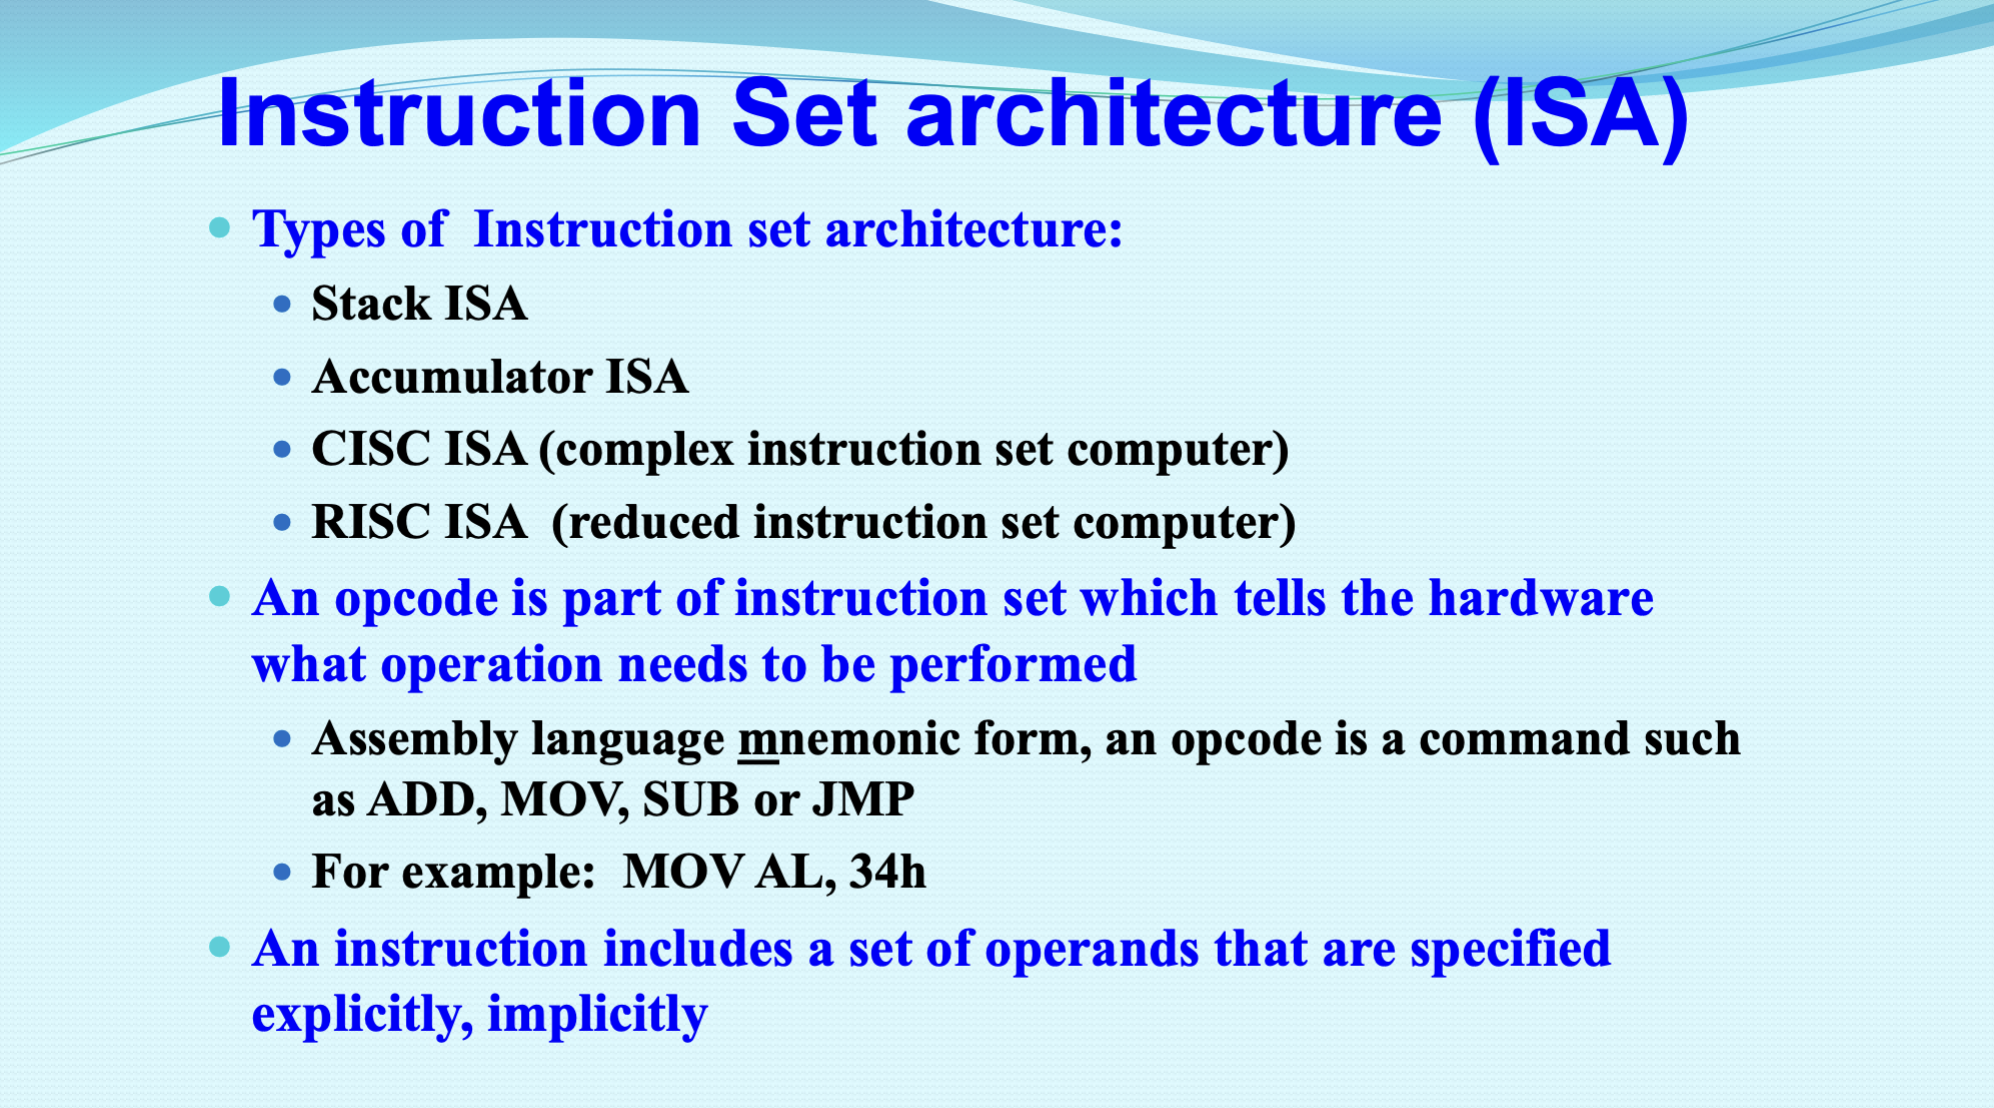 Instruction Set architecture (ISA)
Types of Instruction set architecture:
Stack ISA
Accumulator ISA
CISC ISA (complex instruction set computer)
RISC ISA (reduced instruction set computer)
An opcode is part of instruction set which tells the hardware
what operation needs to be performed
Assembly language mnemonic form, an opcode is a command such
as ADD, MOV, SUB or JMP
For example: MOV AL, 34h
An instruction includes a set of operands that are specified
explicitly, implicitly